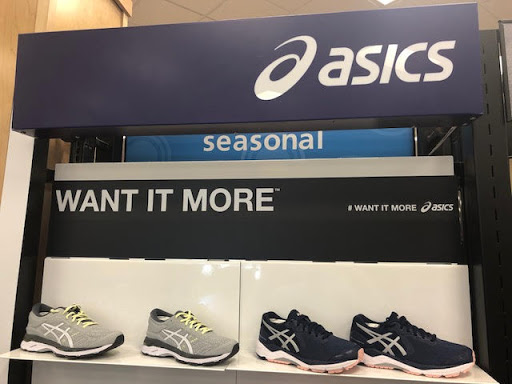 asics
seasonal
WANT IT MORE™
# WANT IT MORE asics